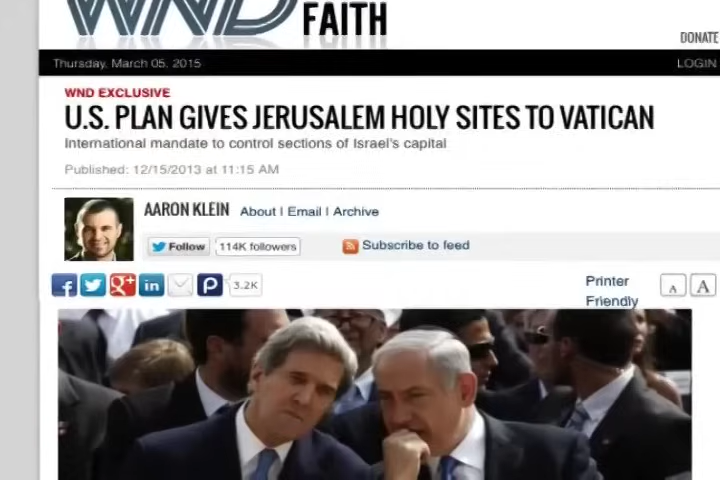 WND FAITH
DONATE
Thursday, March 05, 2015 LOGIN
WND EXCLUSIVE
U.S. PLAN GIVES JERUSALEM HOLY SITES TO VATICAN
International mandate to control sections of Israel's capital
Published: 12/15/2013 at 11:15 AM
AARON KLEIN About | Email | Archive
Follow 114K followers Subscribe to feed
f g+ in P 3.2K
Printer A A
Friendly